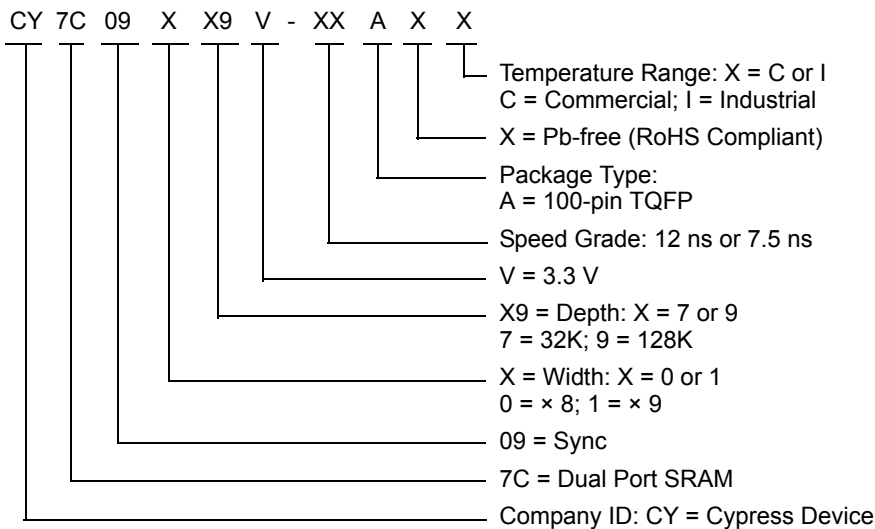 CY 7C 09 X X9 V - XX A X X
Temperature Range: X = C or I
C = Commercial; I = Industrial
X = Pb-free (RoHS Compliant)
Package Type:
A = 100-pin TQFP
Speed Grade: 12 ns or 7.5 ns
V = 3.3 V
X9 = Depth: X = 7 or 9
7 = 32K; 9 = 128K
X = Width: X = 0 or 1
0 = × 8; 1 = × 9
09 = Sync
7C = Dual Port SRAM
Company ID: CY = Cypress Device